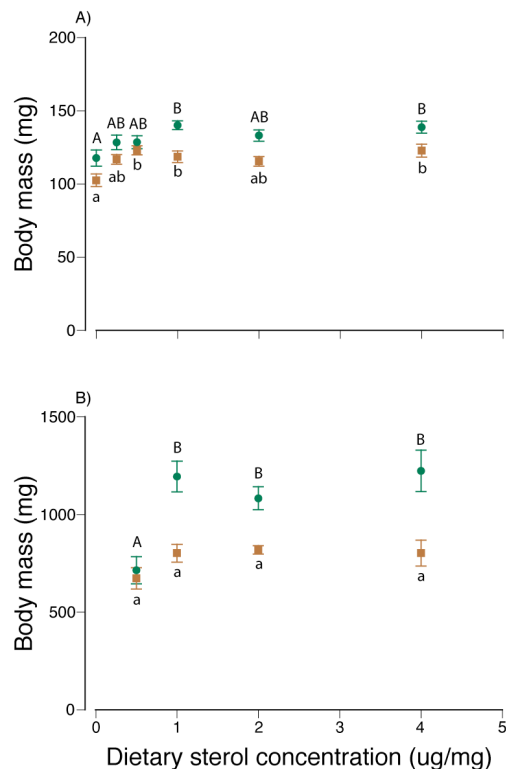 A)
200
150
100
50
0
Body mass (mg)
A
AB
AB
B
AB
B
a
ab
b
b
ab
b
B)
1500
1000
500
0
Body mass (mg)
A
B
B
B
a
a
a
a
0 1 2 3 4 5
Dietary sterol concentration (ug/mg)